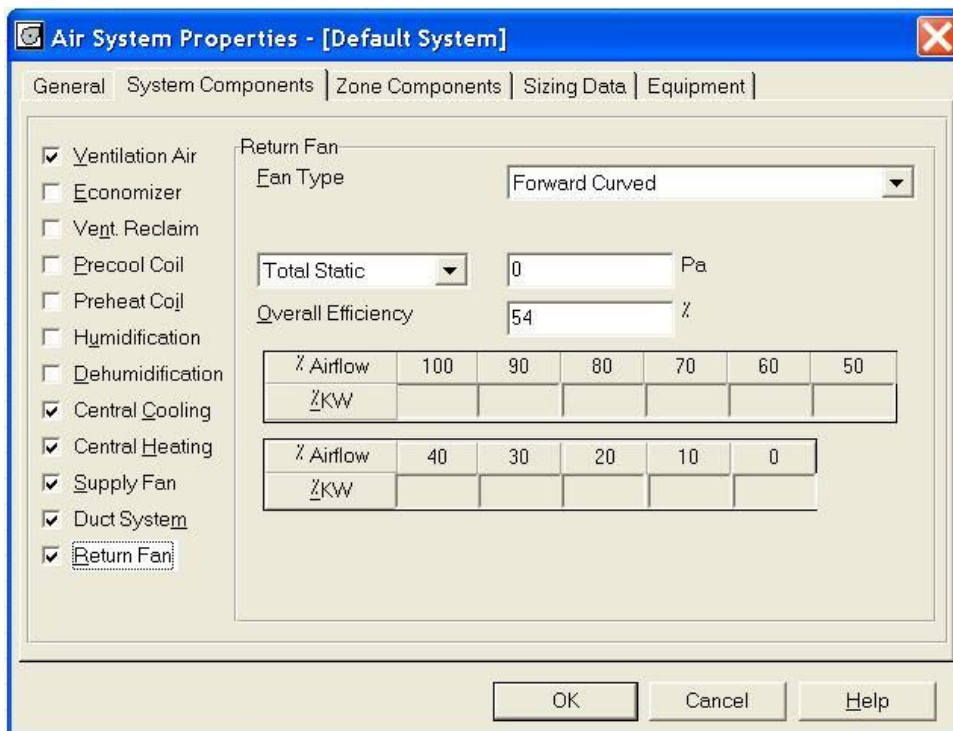 Air System Properties - [Default System]
General
System Components
Zone Components
Sizing Data
Equipment
Ventilation Air
Economizer
Vent. Reclaim
Precool Coil
Preheat Coil
Humidification
Dehumidification
Central Cooling
Central Heating
Supply Fan
Duct System
Return Fan
Return Fan
Fan Type
Forward Curved
Total Static
0
Pa
Overall Efficiency
54
%
% Airflow 100 90 80 70 60 50
%KW
% Airflow 40 30 20 10 0
%KW
OK
Cancel
Help